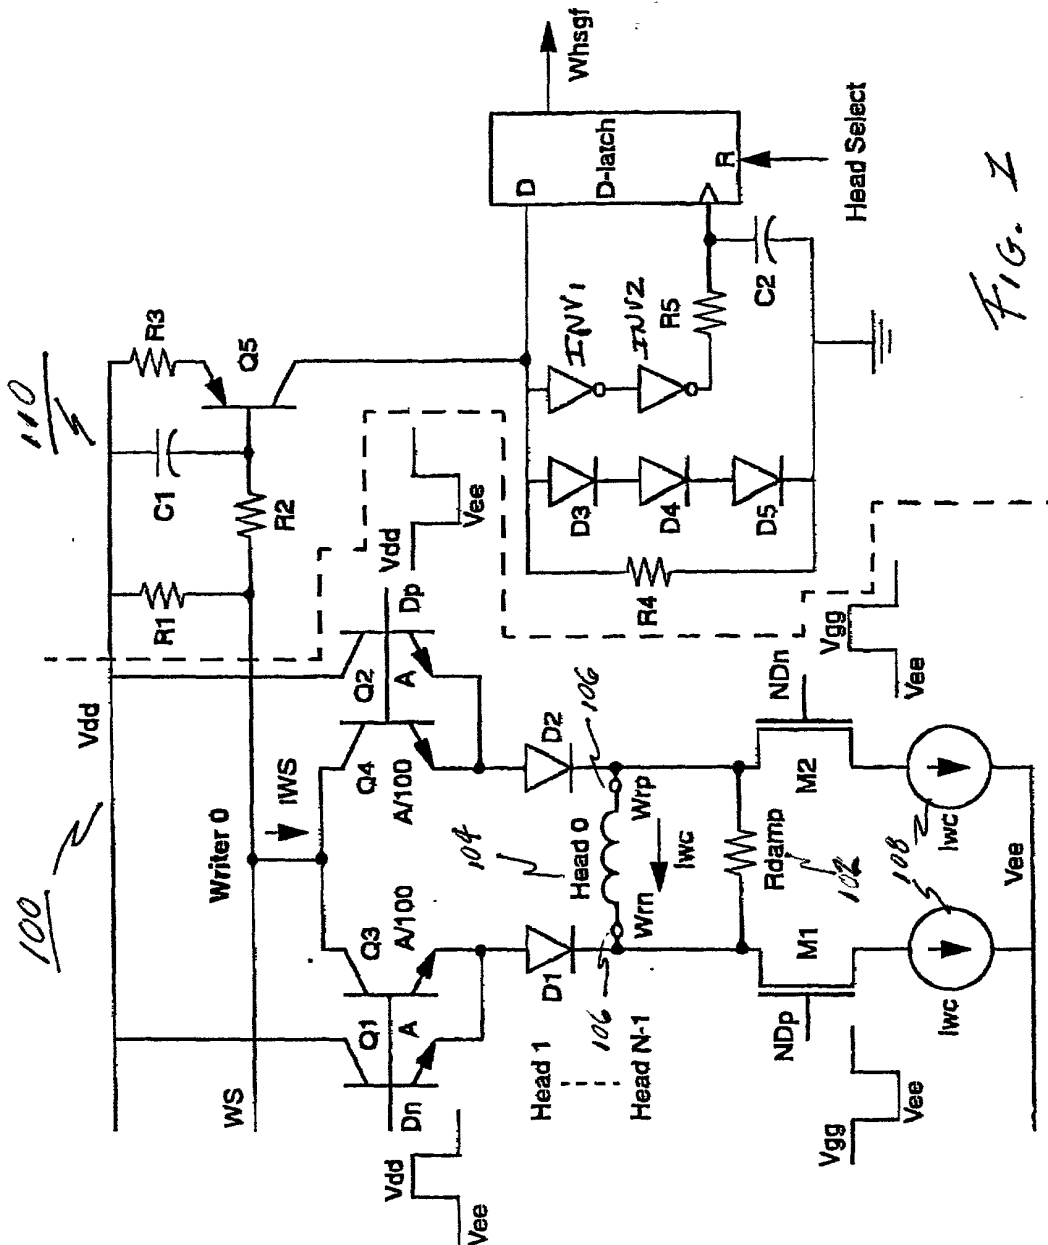 100
110
Vdd
R1
C1
R3
R2
Q5
WS
Writer 0
IWS
Q1
Q3
Q4
Q2
A
A/100
A/100
A
Dn
Dp
Vdd
Vee
Vdd
Vee
D1
D2
104
106
106
Head 0
Head 1
Head N-1
Wrn
Wrp
Iwc
Rdamp
102
NDp
M1
M2
NDn
Vgg
Vee
Vgg
Vee
Iwc
108
Iwc
Vee
R4
D3
D4
D5
INV1
INV2
R5
C2
D
D-latch
R
Whsgf
Head Select
FIG. 1